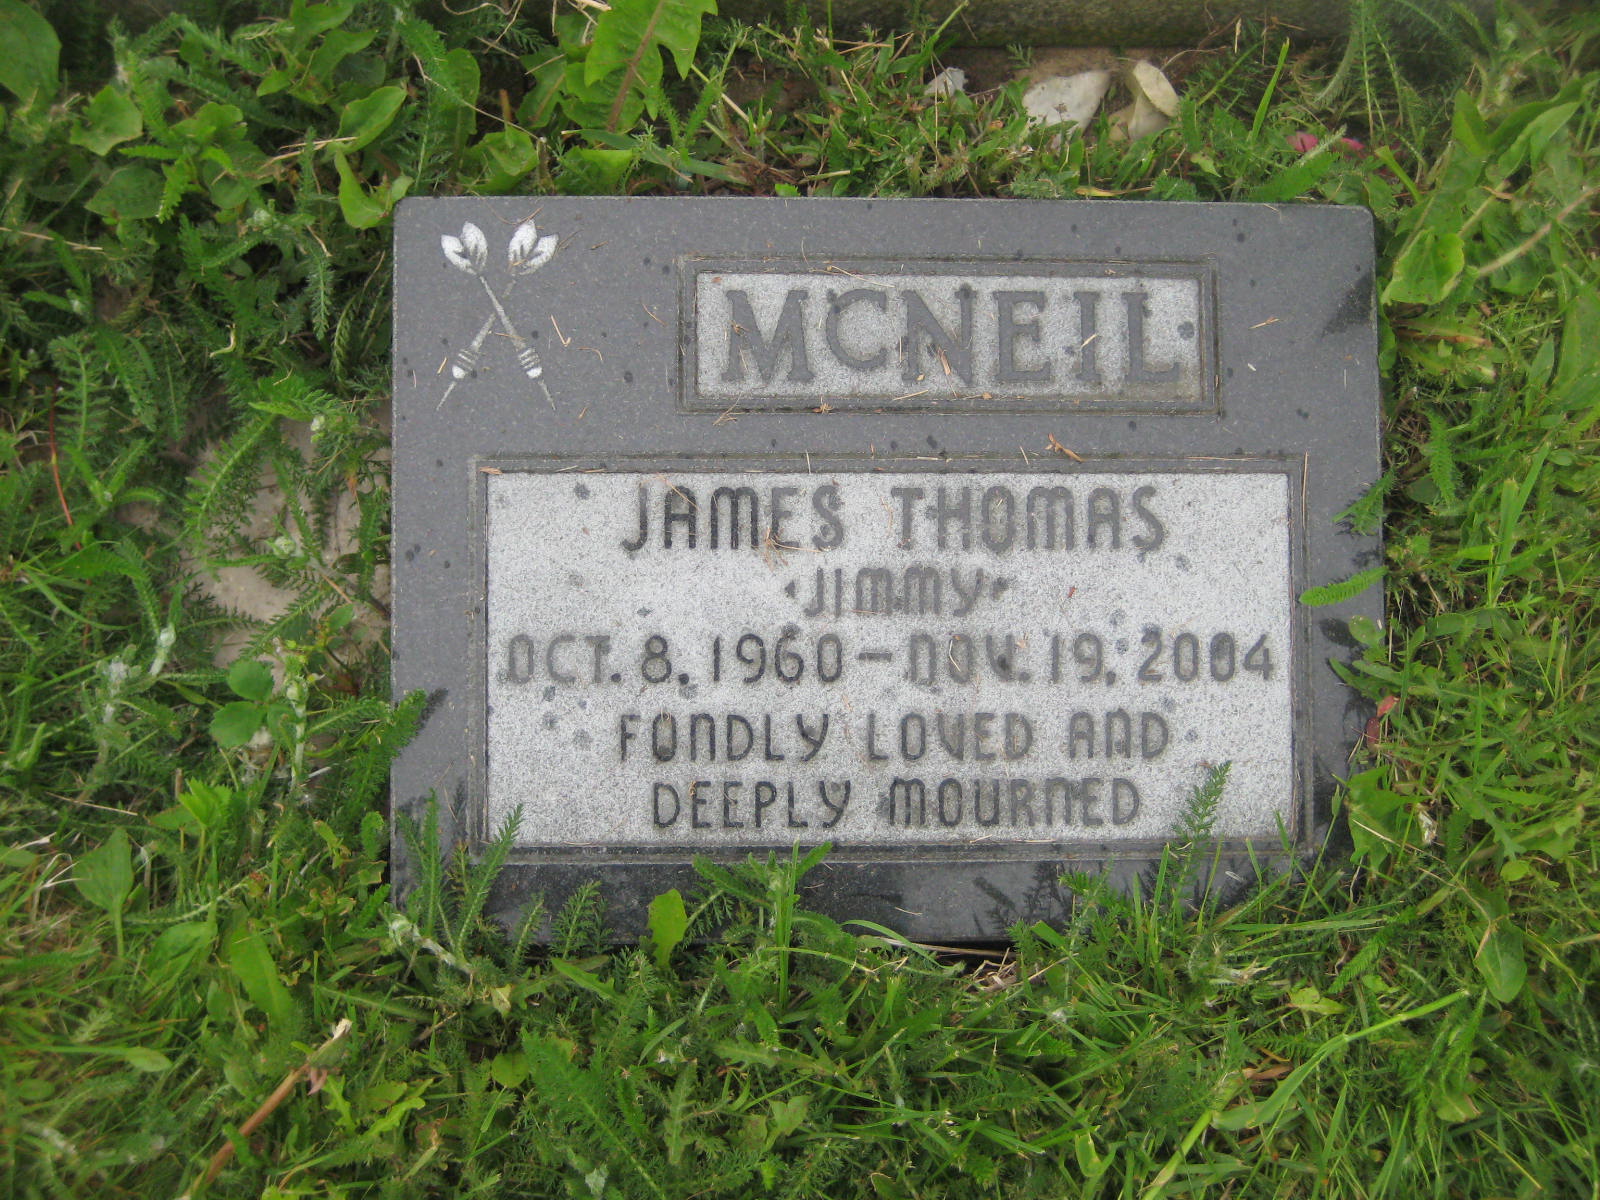 McNEIL
JAMES THOMAS
"JIMMY"
OCT. 8, 1960 – NOV. 19, 2004
FONDLY LOVED AND
DEEPLY MOURNED